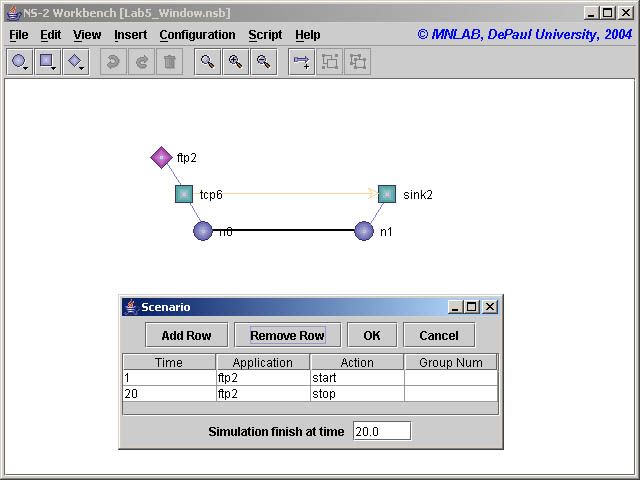 NS-2 Workbench [Lab5_Window.nsb]
File Edit View Insert Configuration Script Help © MNLAB, DePaul University, 2004
ftp2
tcp6 sink2
n0 n1
Scenario
Add Row Remove Row OK Cancel
Time Application Action Group Num
1 ftp2 start
20 ftp2 stop
Simulation finish at time 20.0